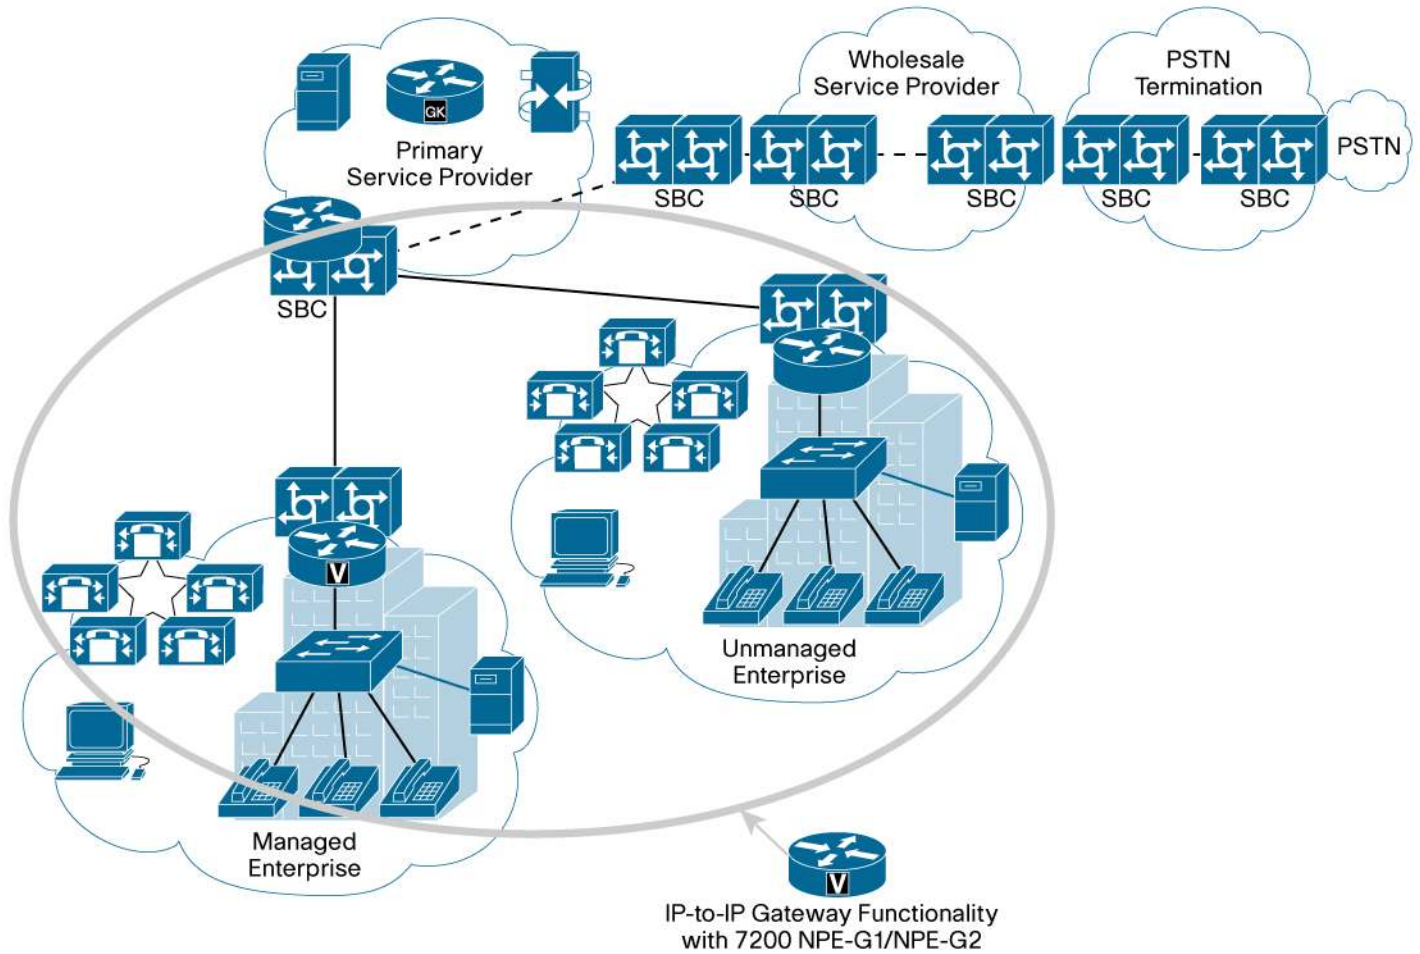 Wholesale
Service Provider
PSTN
Termination
GK
Primary
Service Provider
PSTN
SBC
SBC
SBC
SBC
SBC
SBC
V
Unmanaged
Enterprise
Managed
Enterprise
V
IP-to-IP Gateway Functionality
with 7200 NPE-G1/NPE-G2